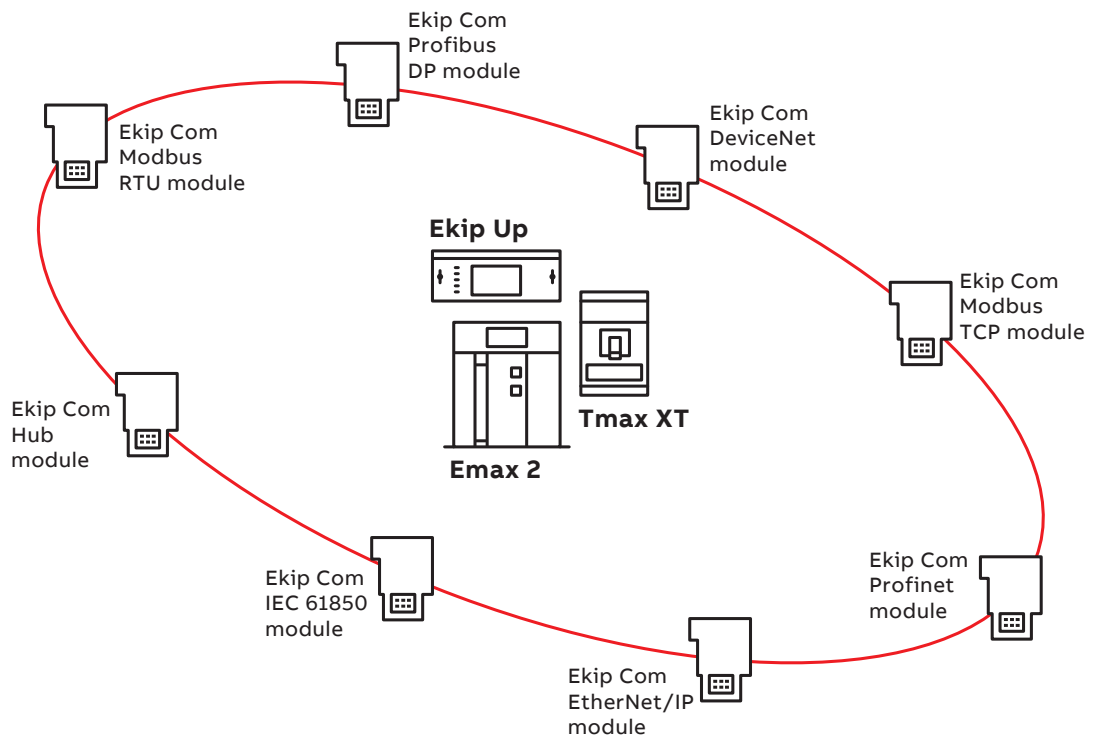 Ekip Com
Profibus
DP module
Ekip Com
DeviceNet
module
Ekip Com
Modbus
RTU module
Ekip Up
Ekip Com
Modbus
TCP module
Tmax XT
Emax 2
Ekip Com
Hub
module
Ekip Com
IEC 61850
module
Ekip Com
Profinet
module
Ekip Com
EtherNet/IP
module